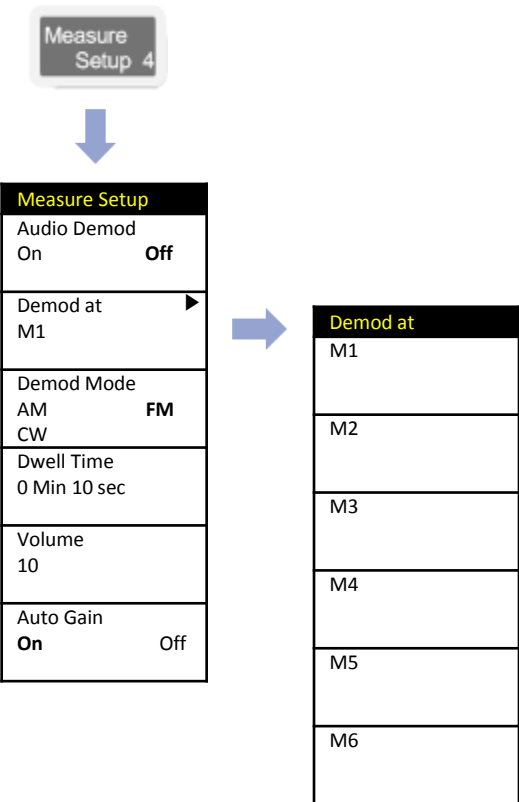 Measure
Setup 4
Measure Setup
Audio Demod
On Off
Demod at ▶
M1
Demod Mode
AM FM
CW
Dwell Time
0 Min 10 sec
Volume
10
Auto Gain
On Off
Demod at
M1
M2
M3
M4
M5
M6